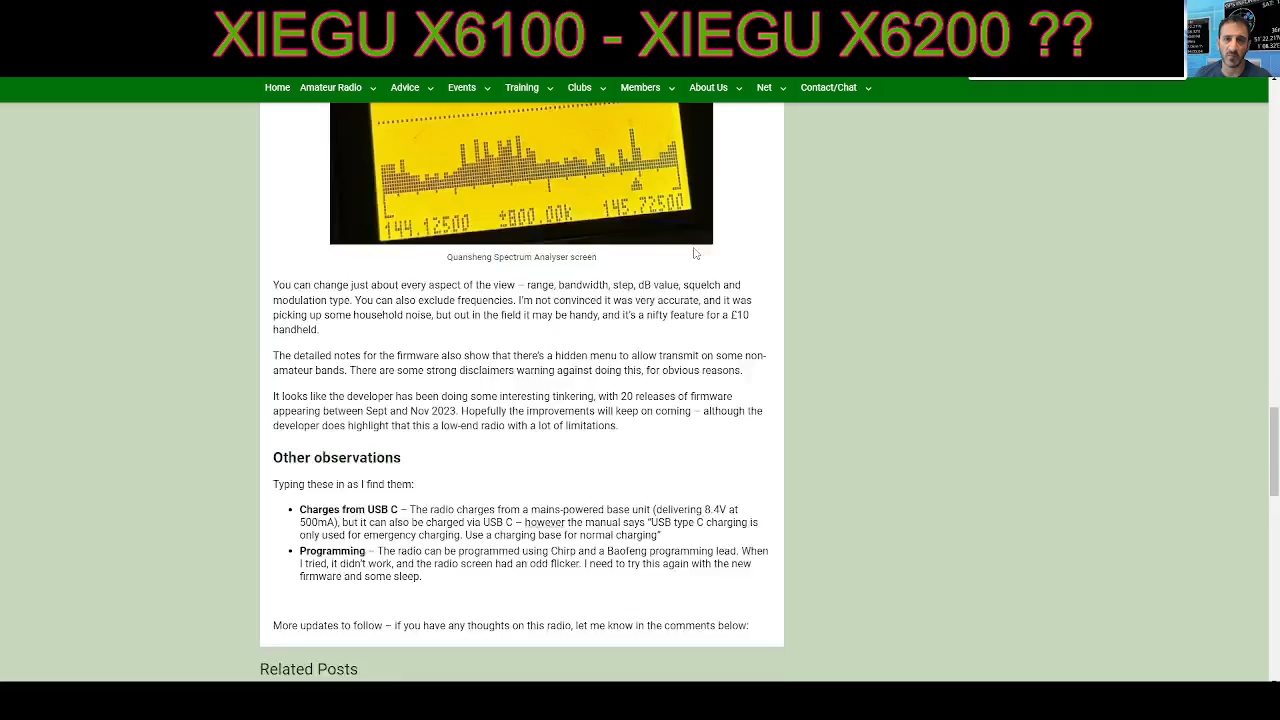 XIEGU X6100 - XIEGU X6200 ??
Home Amateur Radio Advice Events Training Clubs Members About Us Net Contact/Chat
144.12500 ±800.00k 145.72500
Quansheng Spectrum Analyser screen
You can change just about every aspect of the view – range, bandwidth, step, dB value, squelch and
modulation type. You can also exclude frequencies. I'm not convinced it was very accurate, and it was
picking up some household noise, but out in the field it may be handy, and it's a nifty feature for a £10
handheld.
The detailed notes for the firmware also show that there's a hidden menu to allow transmit on some non-
amateur bands. There are some strong disclaimers warning against doing this, for obvious reasons.
It looks like the developer has been doing some interesting tinkering, with 20 releases of firmware
appearing between Sept and Nov 2023. Hopefully the improvements will keep on coming – although the
developer does highlight that this a low-end radio with a lot of limitations.
Other observations
Typing these in as I find them:
• Charges from USB C – The radio charges from a mains-powered base unit (delivering 8.4V at
500mA), but it can also be charged via USB C – however the manual says "USB type C charging is
only used for emergency charging. Use a charging base for normal charging"
• Programming – The radio can be programmed using Chirp and a Baofeng programming lead. When
I tried, it didn't work, and the radio screen had an odd flicker. I need to try this again with the new
firmware and some sleep.
More updates to follow – if you have any thoughts on this radio, let me know in the comments below:
Related Posts